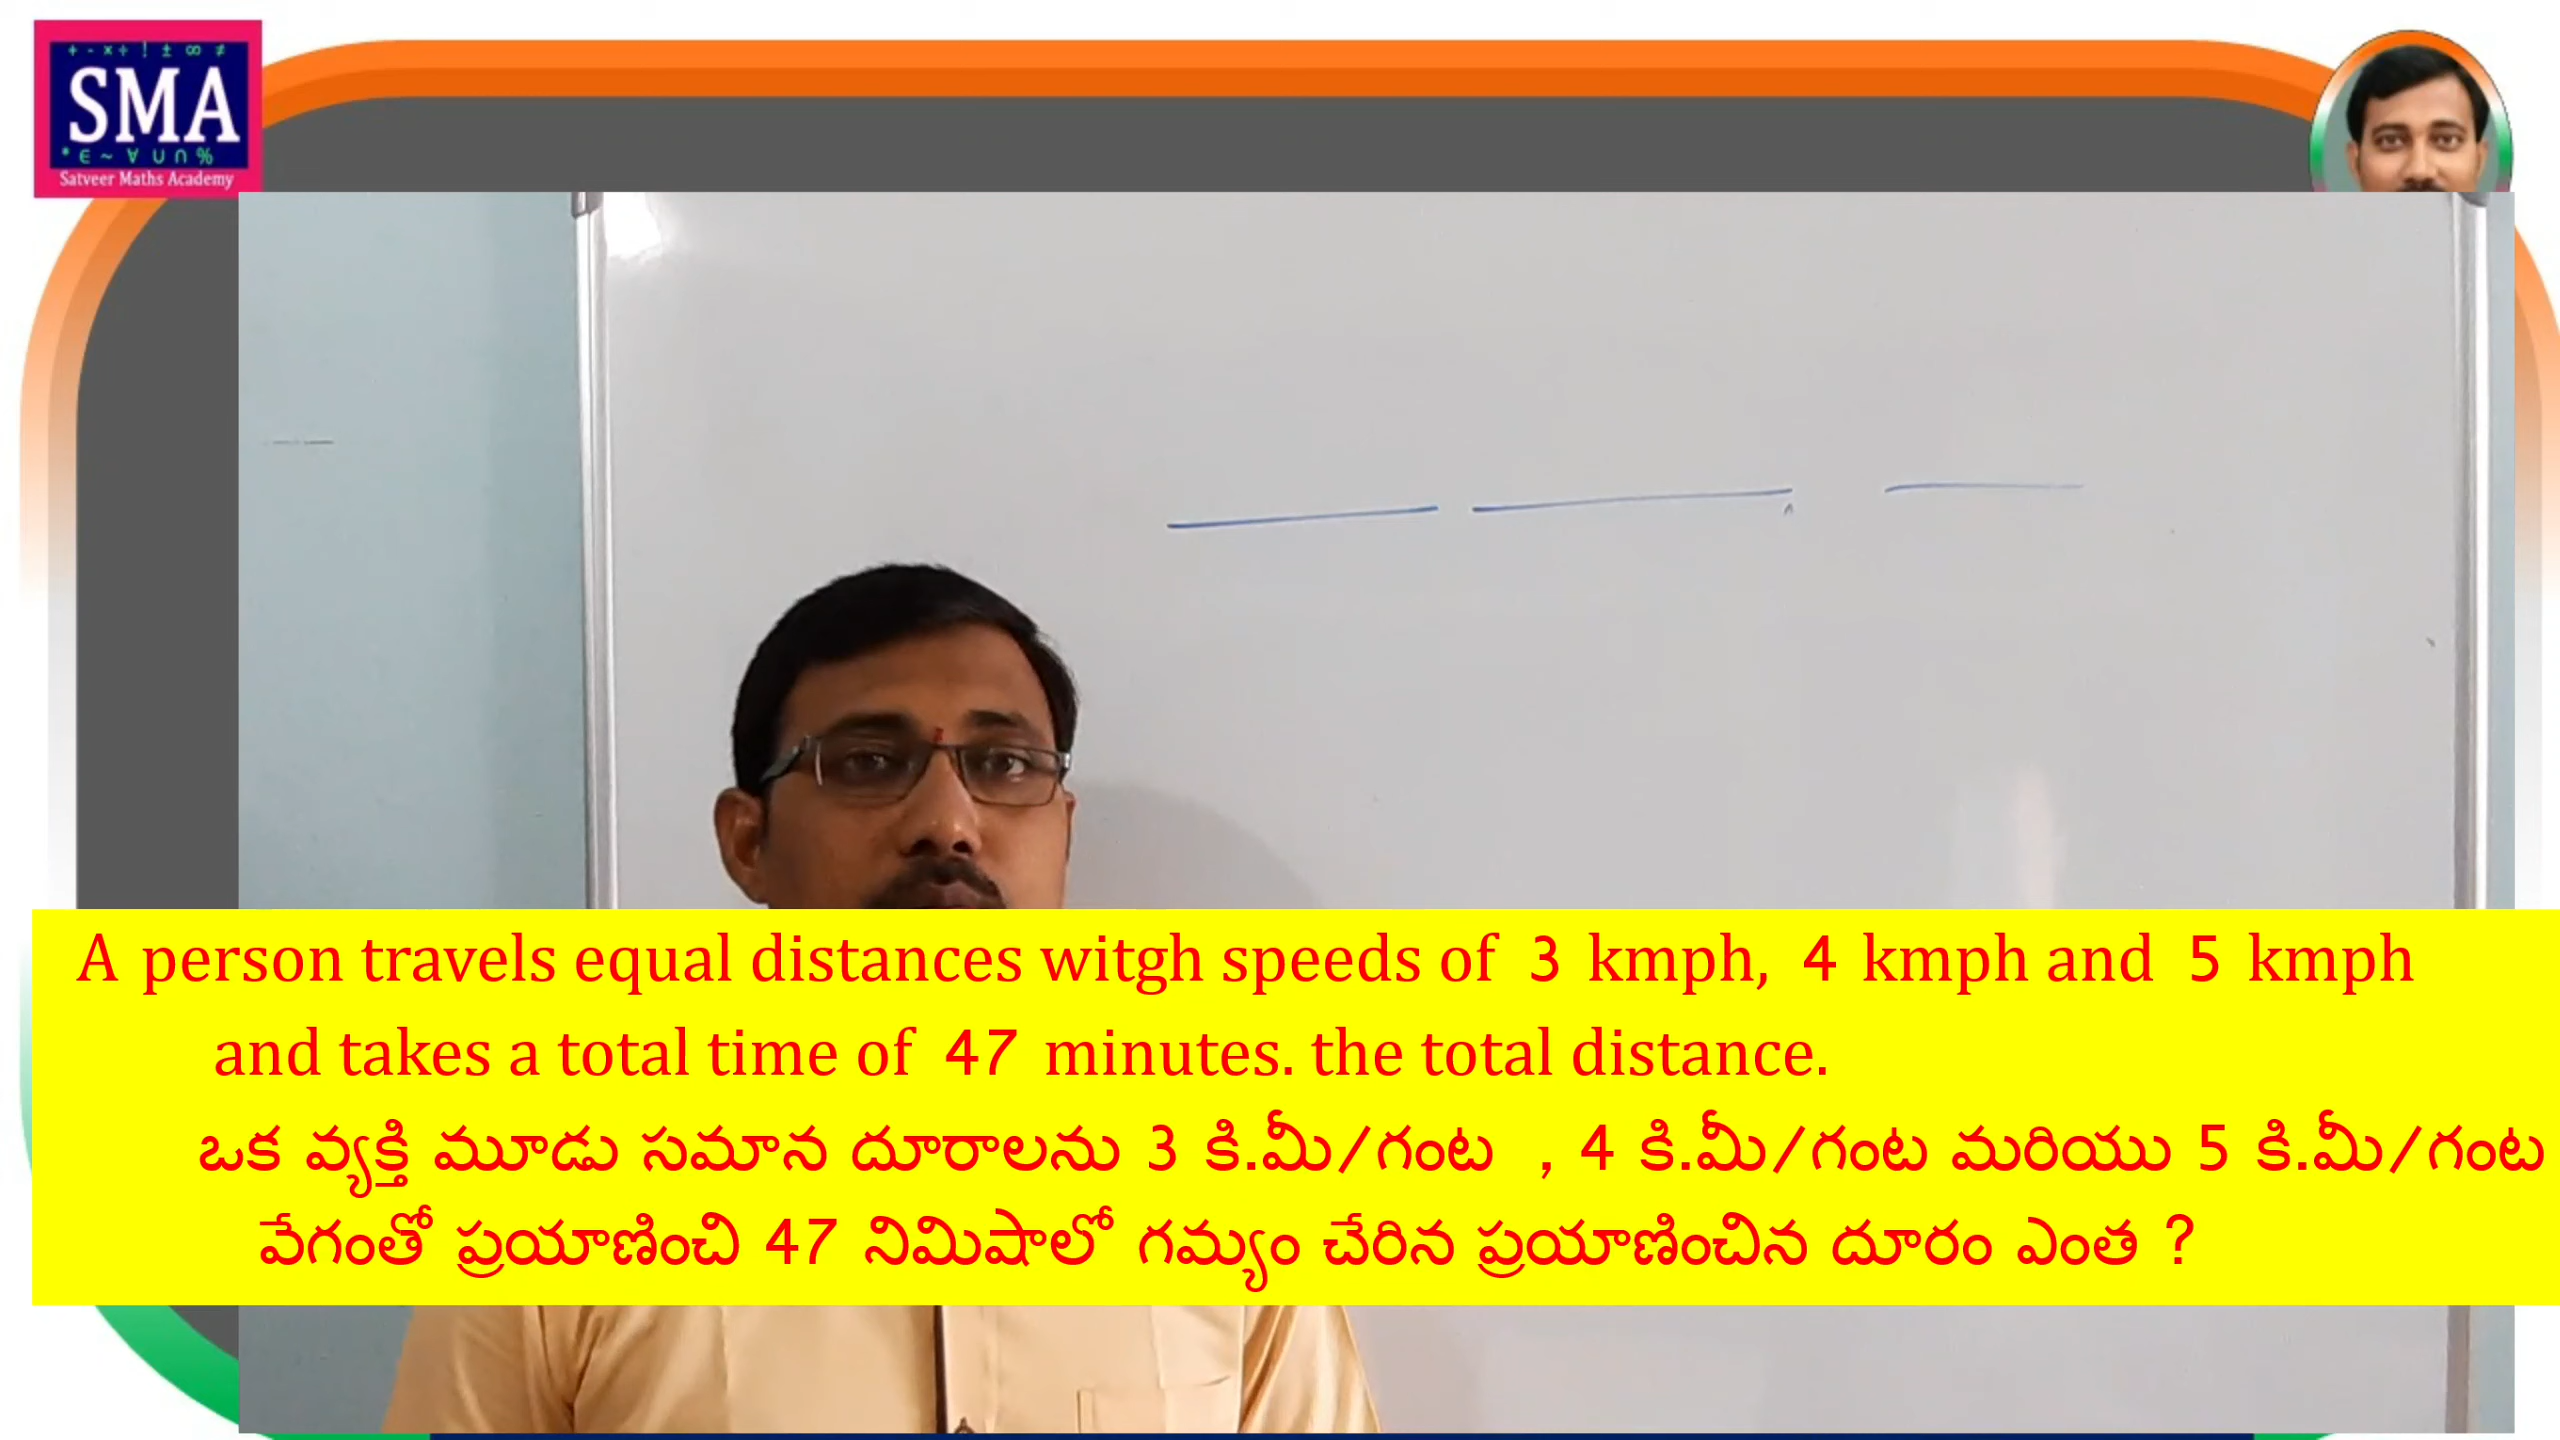 + - × ÷ ! ± ∞ ≠
SMA
* ∈ ~ ∀ ∪ ∩ %
Satveer Maths Academy
A person travels equal distances witgh speeds of 3 kmph, 4 kmph and 5 kmph
and takes a total time of 47 minutes. the total distance.
ఒక వ్యక్తి మూడు సమాన దూరాలను 3 కి.మీ/గంట , 4 కి.మీ/గంట మరియు 5 కి.మీ/గంట
వేగంతో ప్రయాణించి 47 నిమిషాలో గమ్యం చేరిన ప్రయాణించిన దూరం ఎంత ?